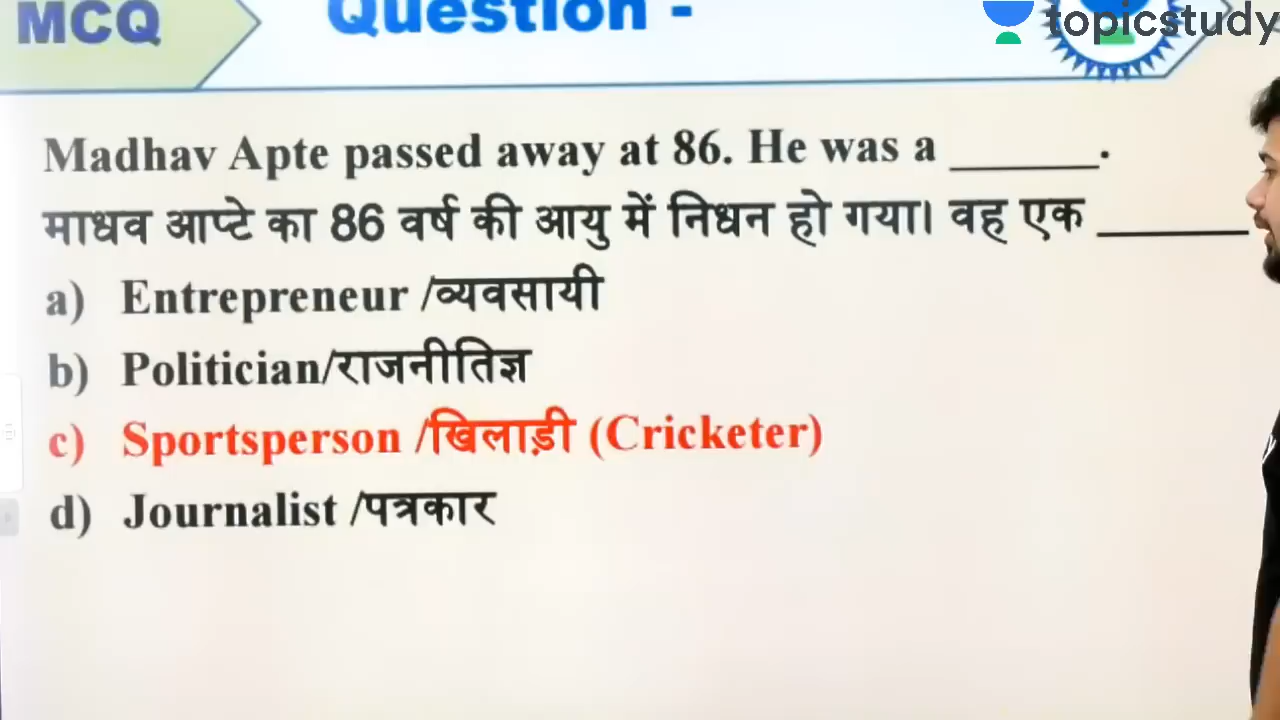 MCQ
Question -
topicstudy
Madhav Apte passed away at 86. He was a ______.
माधव आप्टे का 86 वर्ष की आयु में निधन हो गया। वह एक ______
a) Entrepreneur /व्यवसायी
b) Politician/राजनीतिज्ञ
c) Sportsperson /खिलाड़ी (Cricketer)
d) Journalist /पत्रकार